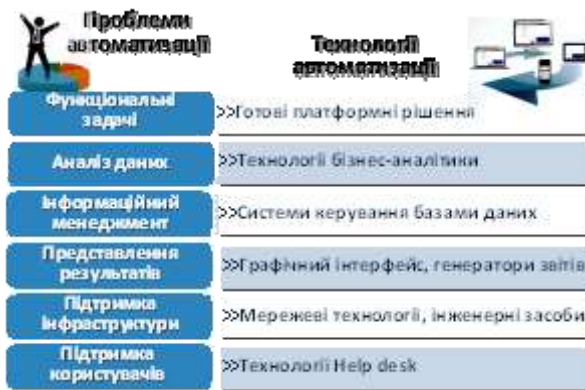 Проблеми
автоматизації
Технології
автоматизації
Функціональні
задачі
>>Готові платформні рішення
Аналіз даних
>>Технології бізнес-аналітики
Інформаційний
менеджмент
>>Системи керування базами даних
Представлення
результатів
>>Графічний інтерфейс, генератори звітів
Підтримка
інфраструктури
>>Мережеві технології, інженерні засоби
Підтримка
користувачів
>>Технології Help desk